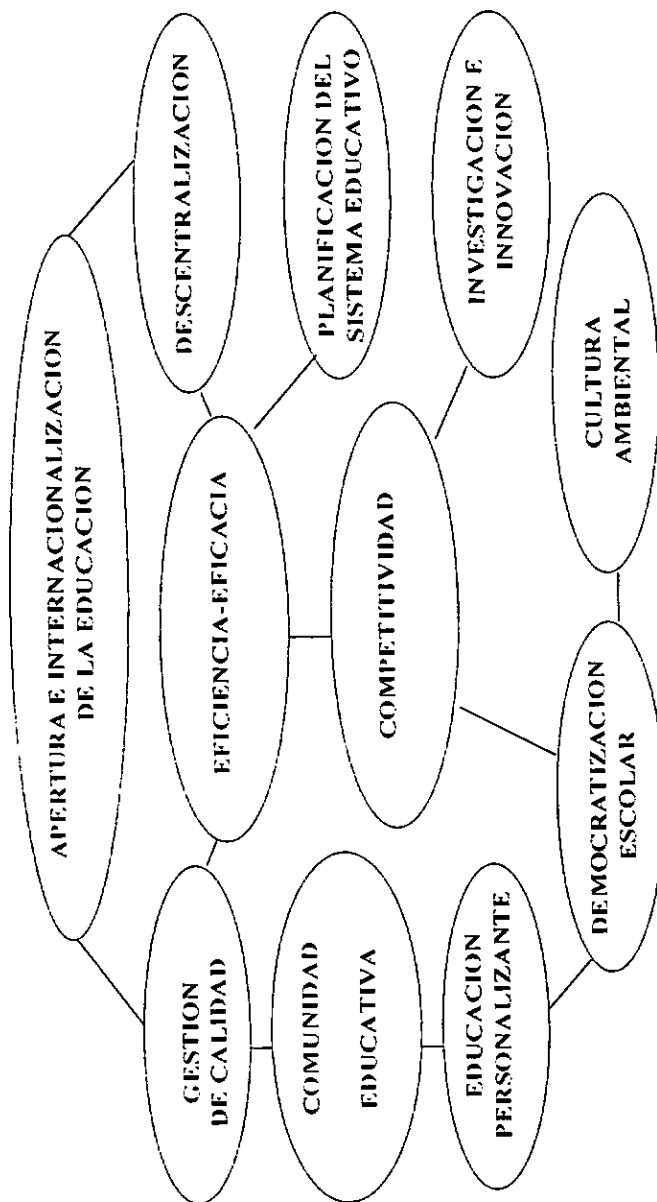 APERTURA E INTERNACIONALIZACION
DE LA EDUCACION
GESTION
DE CALIDAD
EFICIENCIA-EFICACIA
DESCENTRALIZACION
COMUNIDAD
EDUCATIVA
COMPETITIVIDAD
PLANIFICACION DEL
SISTEMA EDUCATIVO
EDUCACION
PERSONALIZANTE
INVESTIGACION E
INNOVACION
DEMOCRATIZACION
ESCOLAR
CULTURA
AMBIENTAL